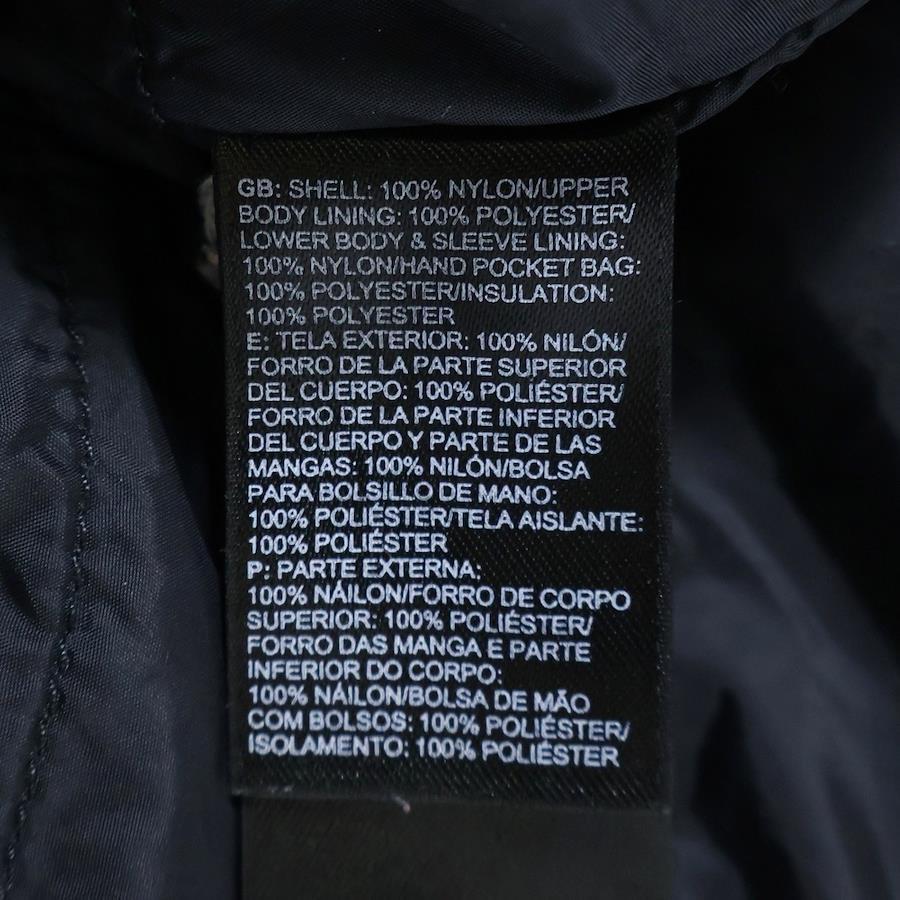 GB: SHELL: 100% NYLON/UPPER
BODY LINING: 100% POLYESTER/
LOWER BODY & SLEEVE LINING:
100% NYLON/HAND POCKET BAG:
100% POLYESTER/INSULATION:
100% POLYESTER
E: TELA EXTERIOR: 100% NILÓN/
FORRO DE LA PARTE SUPERIOR
DEL CUERPO: 100% POLIÉSTER/
FORRO DE LA PARTE INFERIOR
DEL CUERPO Y PARTE DE LAS
MANGAS: 100% NILÓN/BOLSA
PARA BOLSILLO DE MANO:
100% POLIÉSTER/TELA AISLANTE:
100% POLIÉSTER
P: PARTE EXTERNA:
100% NÁILON/FORRO DE CORPO
SUPERIOR: 100% POLIÉSTER/
FORRO DAS MANGA E PARTE
INFERIOR DO CORPO:
100% NÁILON/BOLSA DE MÃO
COM BOLSOS: 100% POLIÉSTER/
ISOLAMENTO: 100% POLIÉSTER